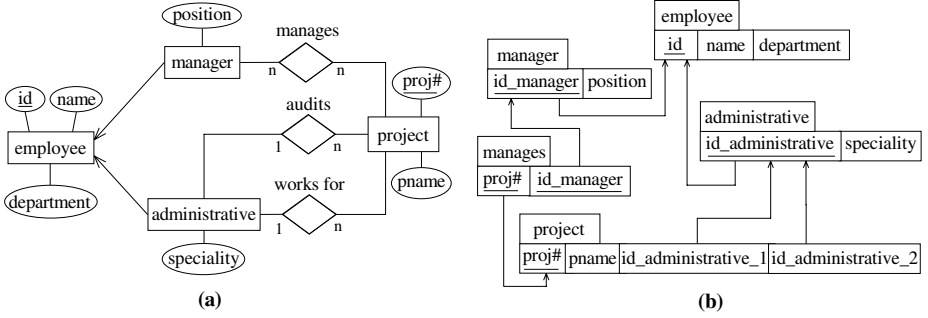 position
manages
manager
n
n
proj#
id
name
audits
employee
project
1
n
department
works for
pname
administrative
1
n
speciality
(a)
employee
id name department
manager
id_manager position
administrative
id_administrative speciality
manages
proj# id_manager
project
proj# pname id_administrative_1 id_administrative_2
(b)